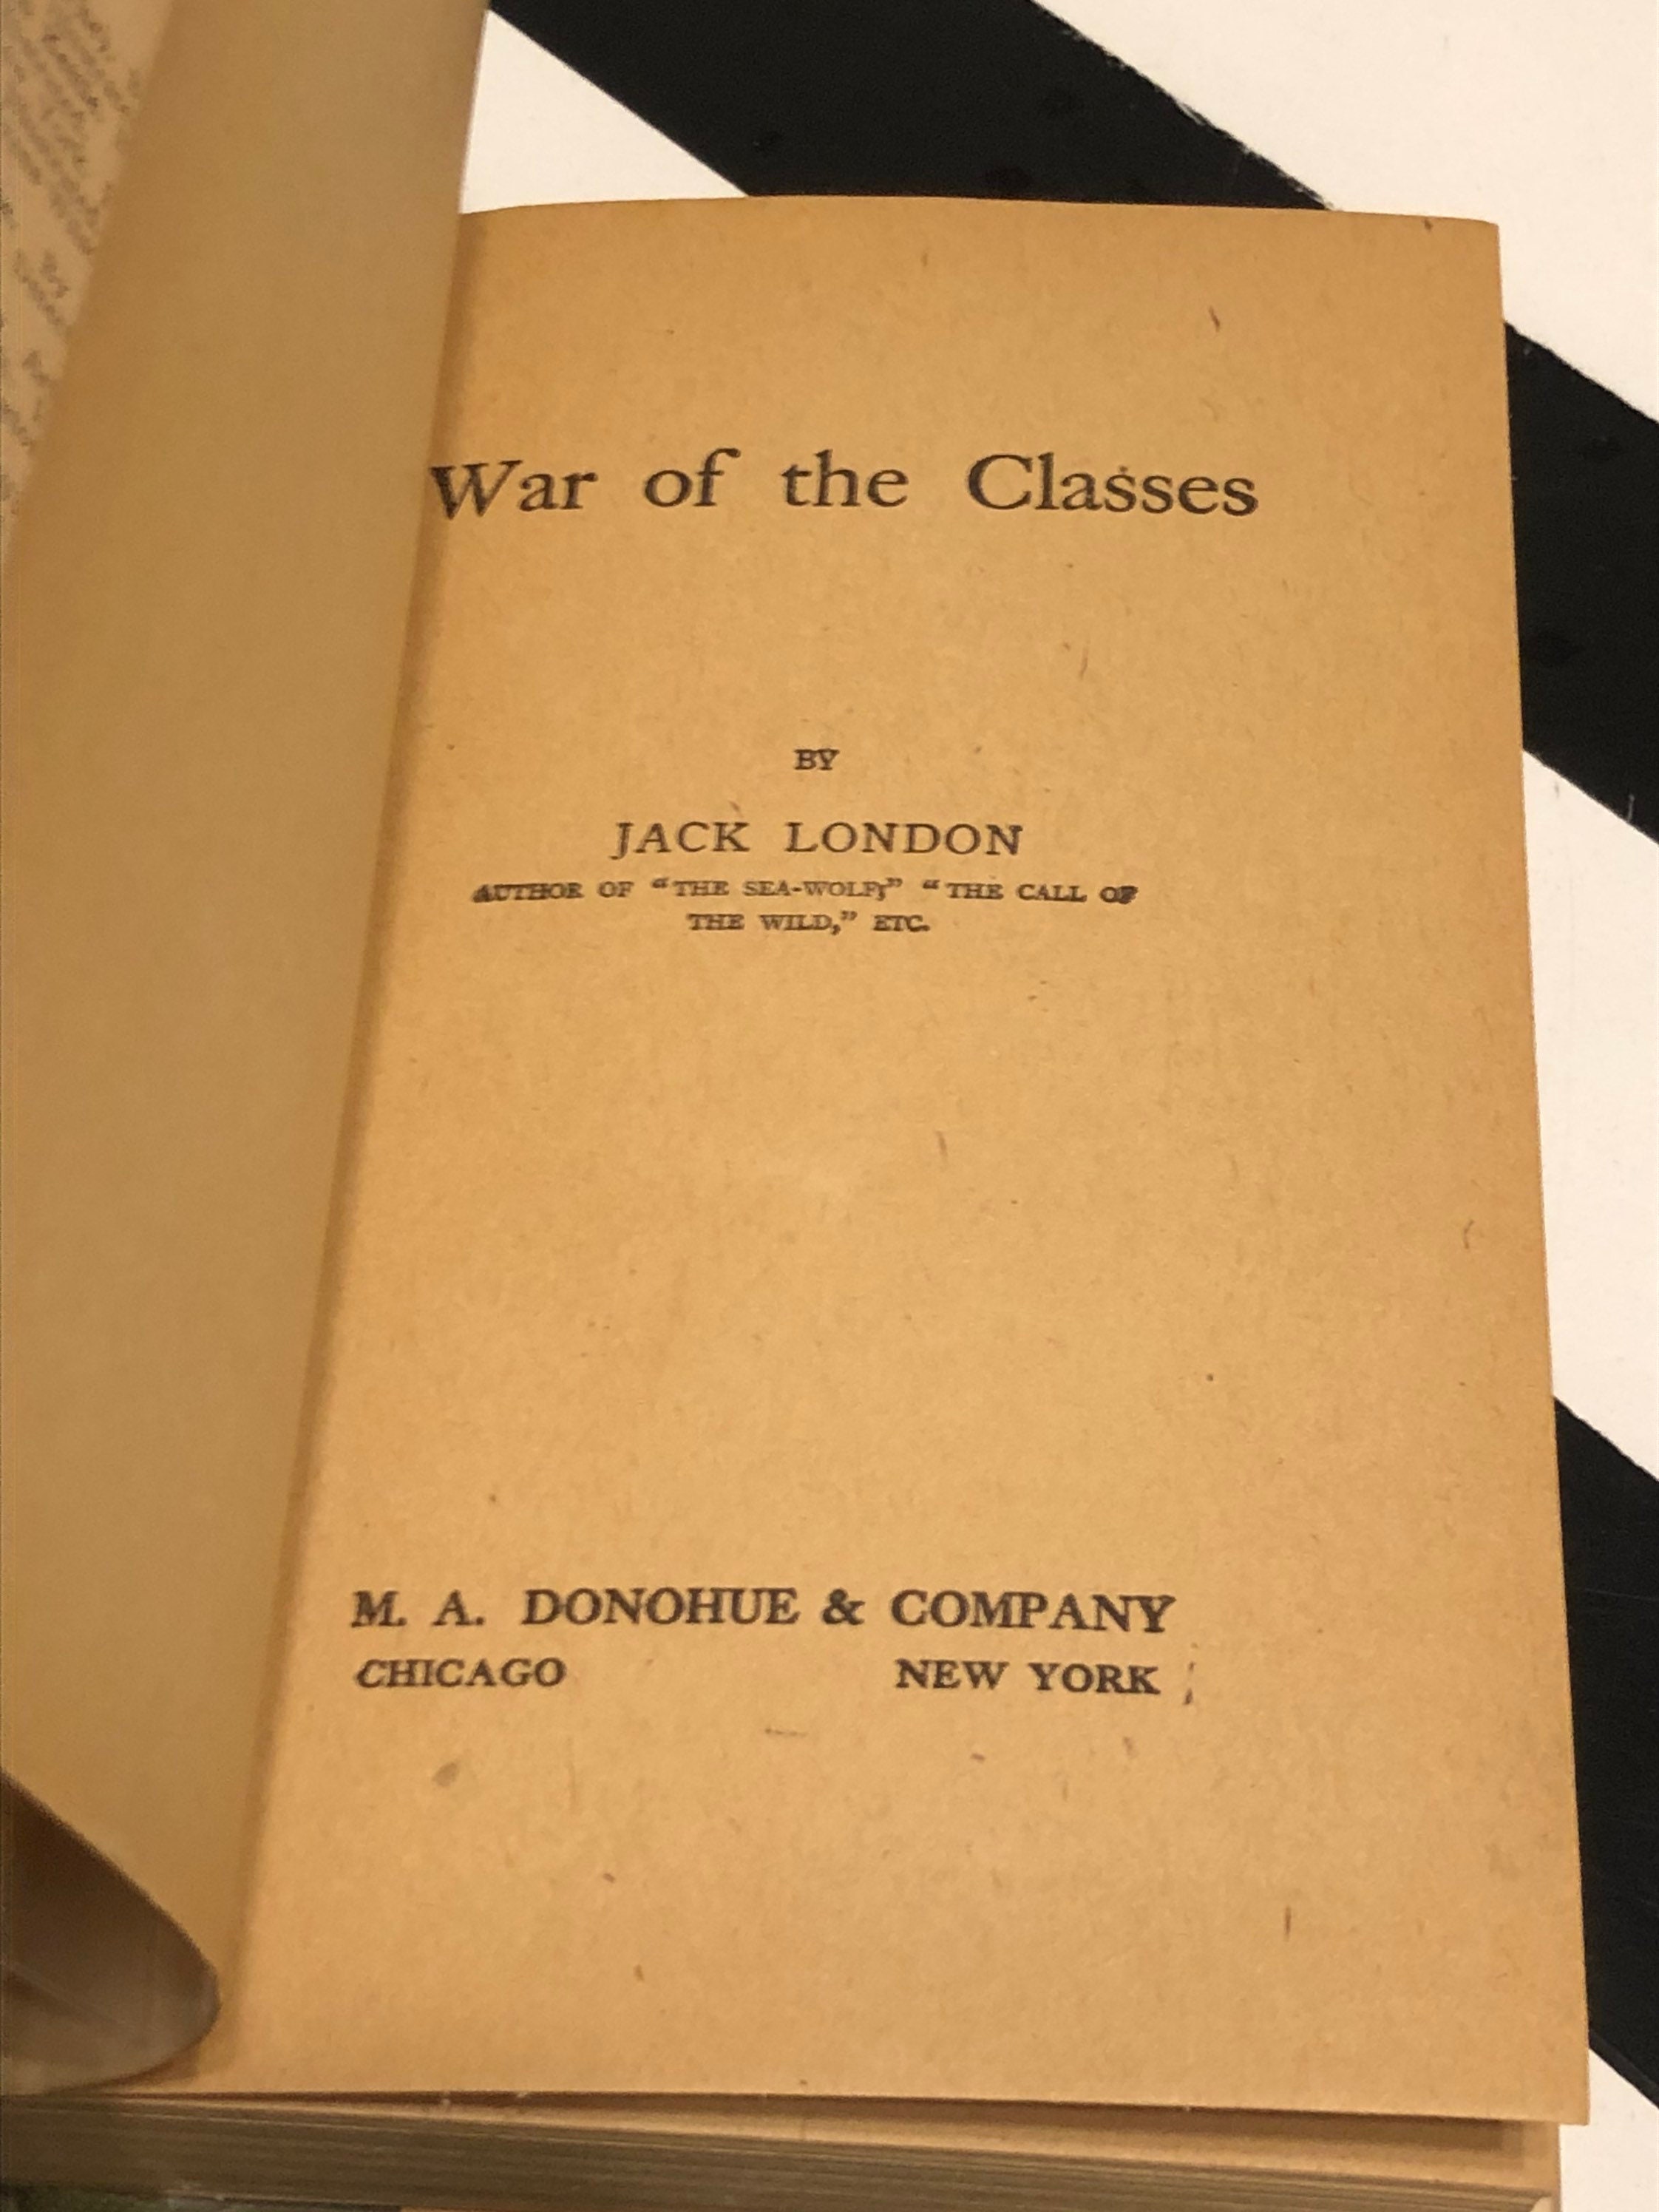 War of the Classes
BY
JACK LONDON
AUTHOR OF "THE SEA-WOLF," "THE CALL OF
THE WILD," ETC.
M. A. DONOHUE & COMPANY
CHICAGO NEW YORK